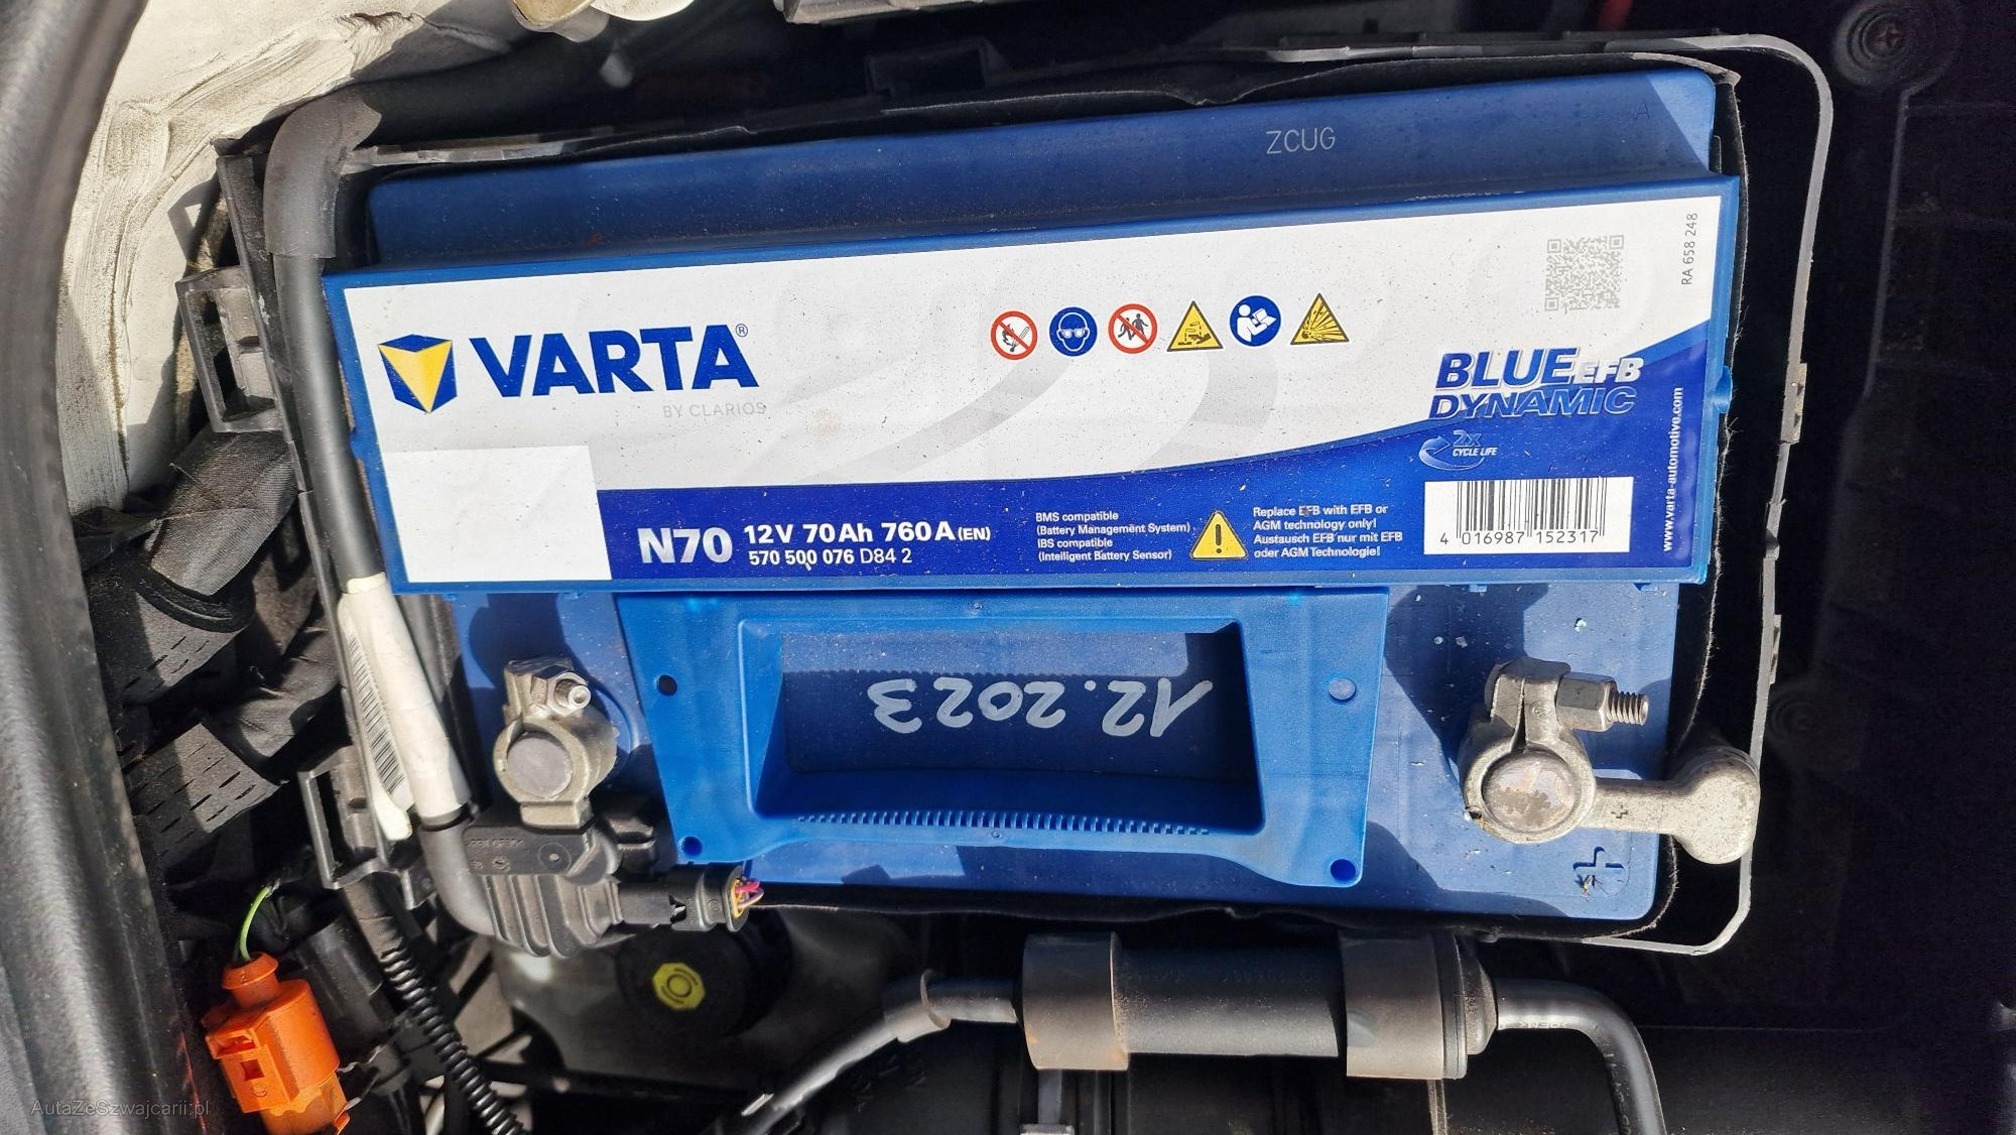 ZCUG
A
RA 658 248
VARTA®
BY CLARIOS
BLUE EFB
DYNAMIC
2x
CYCLE LIFE
www.varta-automotive.com
N70
12V 70Ah 760A (EN)
570 500 076 D84 2
BMS compatible
(Battery Management System)
IBS compatible
(Intelligent Battery Sensor)
Replace EFB with EFB or
AGM technology only!
Austausch EFB nur mit EFB
oder AGM Technologie!
4 016987 152317
12.2023
+
AutaZeSzwajcarii.pl